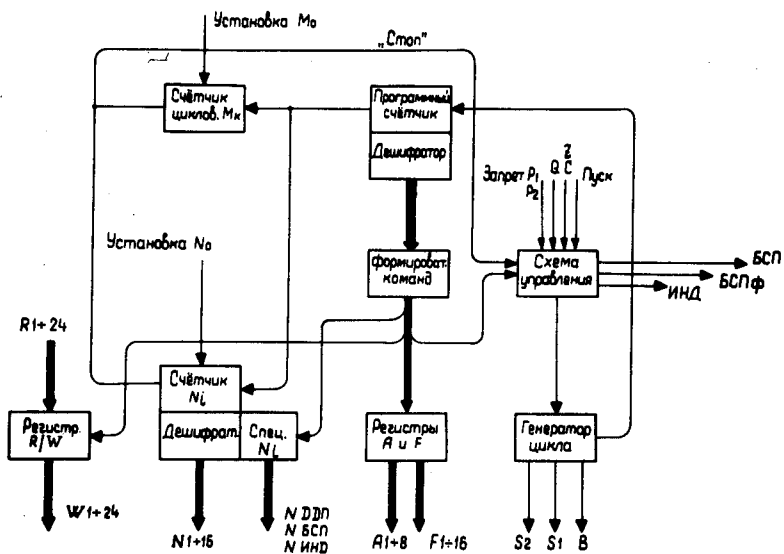 Установка M₀
„Стоп"
Счётчик
циклов. Mк
Программный
счётчик
Дешифратор
Запрет P₁
P₂
Q
Z
C
Пуск
Установка N₀
Формироват.
команд
Схема
управления
БСП
БСПф
ИНД
R1÷24
Счётчик
Ni
Регистр.
R/W
Дешифрат.
Спец.
Ni
Регистры
A и F
Генератор
цикла
W1÷24
N1÷16
N ДДП
N БСП
N ИНД
A1÷8
F1÷16
S2
S1
B